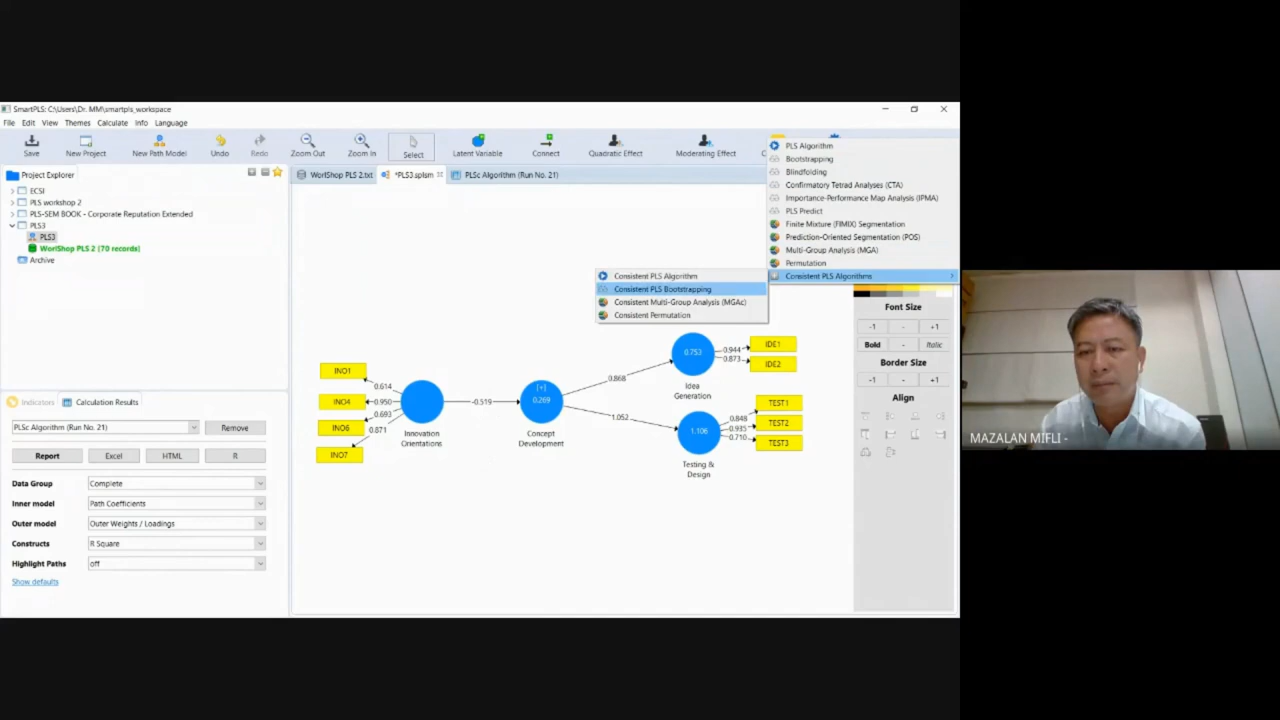 SmartPLS: C:\Users\Dr. MM\smartpls_workspace
File Edit View Themes Calculate Info Language
Save New Project New Path Model Undo Redo Zoom Out Zoom In Select Latent Variable Connect Quadratic Effect Moderating Effect
Project Explorer
ECSI
PLS workshop 2
PLS-SEM BOOK - Corporate Reputation Extended
PLS3
PLS3
WorlShop PLS 2 [70 records]
Archive
WorlShop PLS 2.txt *PLS3.splsm PLSc Algorithm (Run No. 21)
PLS Algorithm
Bootstrapping
Blindfolding
Confirmatory Tetrad Analyses (CTA)
Importance-Performance Map Analysis (IPMA)
PLS Predict
Finite Mixture (FIMIX) Segmentation
Prediction-Oriented Segmentation (POS)
Multi-Group Analysis (MGA)
Permutation
Consistent PLS Algorithms
Consistent PLS Algorithm
Consistent PLS Bootstrapping
Consistent Multi-Group Analysis (MGAc)
Consistent Permutation
INO1
INO4
INO6
INO7
0.614
0.950
0.693
0.871
Innovation
Orientations
-0.519
[+]
0.269
Concept
Development
0.868
1.052
0.753
Idea
Generation
0.944
0.873
IDE1
IDE2
1.106
Testing &
Design
0.848
0.935
0.710
TEST1
TEST2
TEST3
Font Size
-1 - +1
Bold - Italic
Border Size
-1 - +1
Align
Indicators Calculation Results
PLSc Algorithm (Run No. 21) Remove
Report Excel HTML R
Data Group Complete
Inner model Path Coefficients
Outer model Outer Weights / Loadings
Constructs R Square
Highlight Paths off
Show defaults
MAZALAN MIFLI -